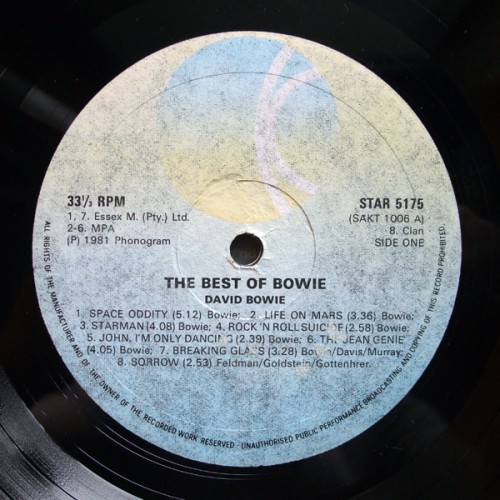 33⅓ RPM
1, 7. Essex M. (Pty.) Ltd.
2-6. MPA
(P) 1981 Phonogram
STAR 5175
(SAKT 1006 A)
8. Clan
SIDE ONE
THE BEST OF BOWIE
DAVID BOWIE
1. SPACE ODDITY (5.12) Bowie; 2. LIFE ON MARS (3.36) Bowie;
3. STARMAN (4.08) Bowie; 4. ROCK 'N ROLL SUICIDE (2.58) Bowie;
5. JOHN, I'M ONLY DANCING (2.39) Bowie; 6. THE JEAN GENIE
(4.05) Bowie; 7. BREAKING GLASS (3.28) Bowie/Davis/Murray;
8. SORROW (2.53) Feldman/Goldstein/Gottenhrer.
ALL RIGHTS OF THE MANUFACTURER AND OF THE OWNER OF THE RECORDED WORK RESERVED - UNAUTHORISED PUBLIC PERFORMANCE BROADCASTING AND COPYING OF THIS RECORD PROHIBITED.